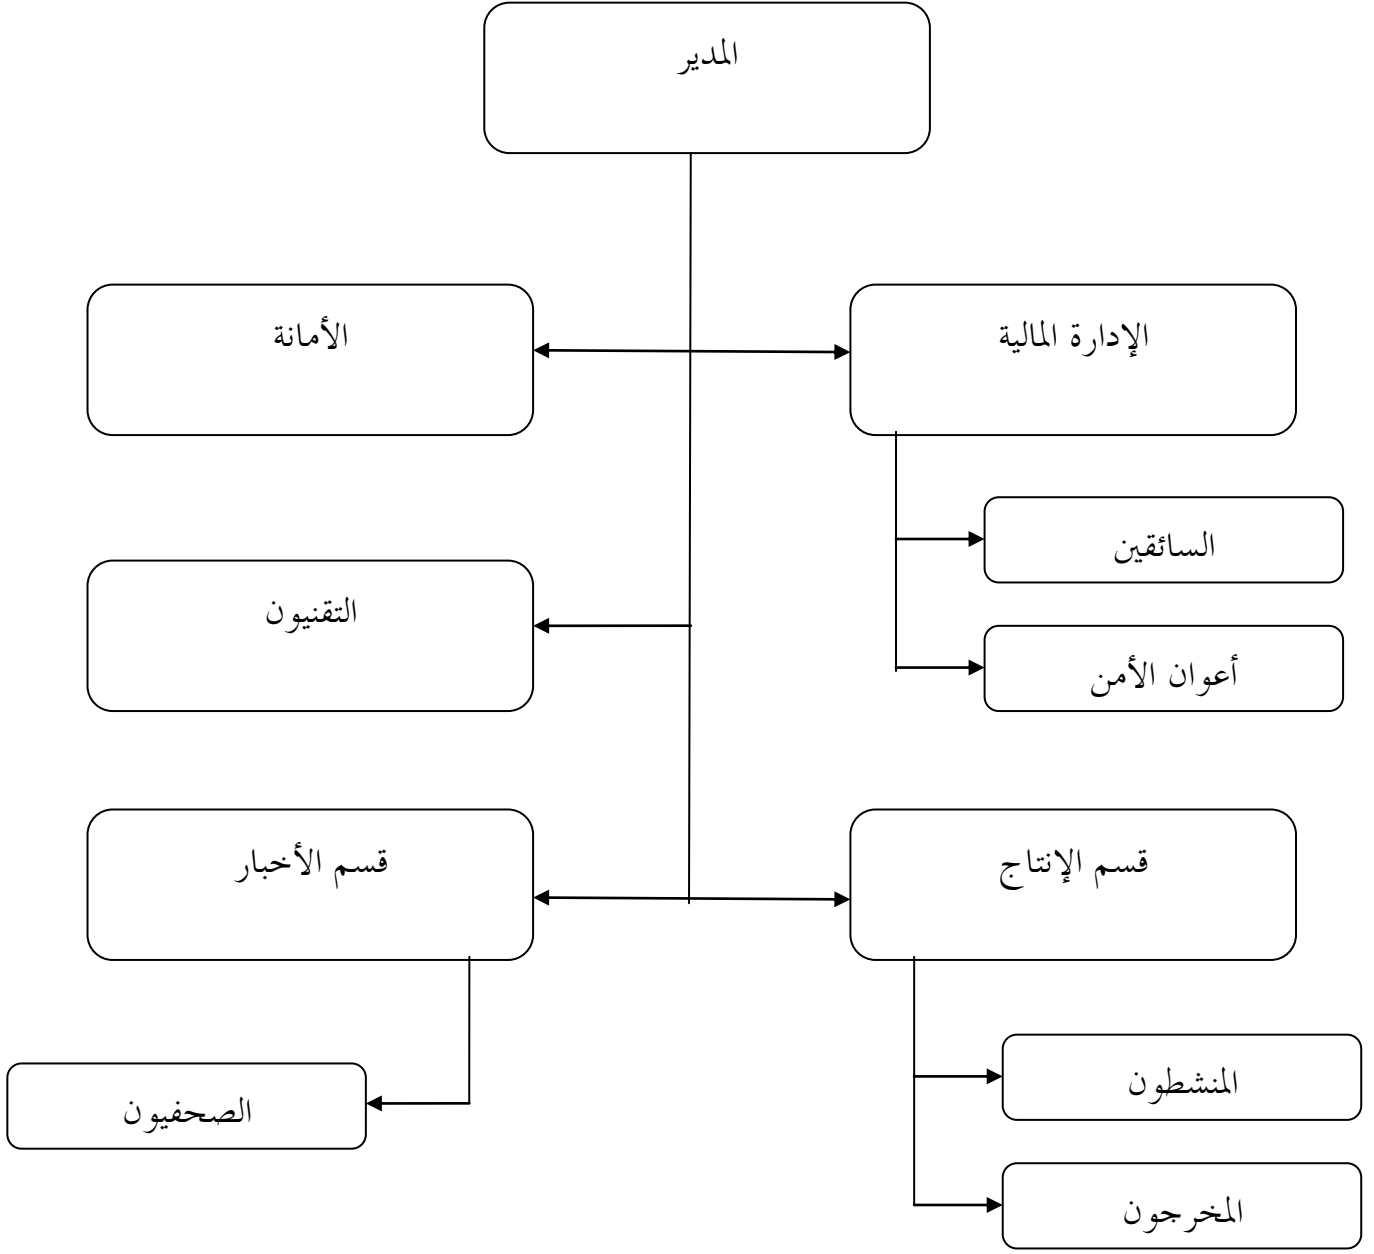 المدير
الإدارة المالية
الأمانة
السائقين
التقنيون
أعوان الأمن
قسم الإنتاج
قسم الأخبار
المنشطون
الصحفيون
المخرجون